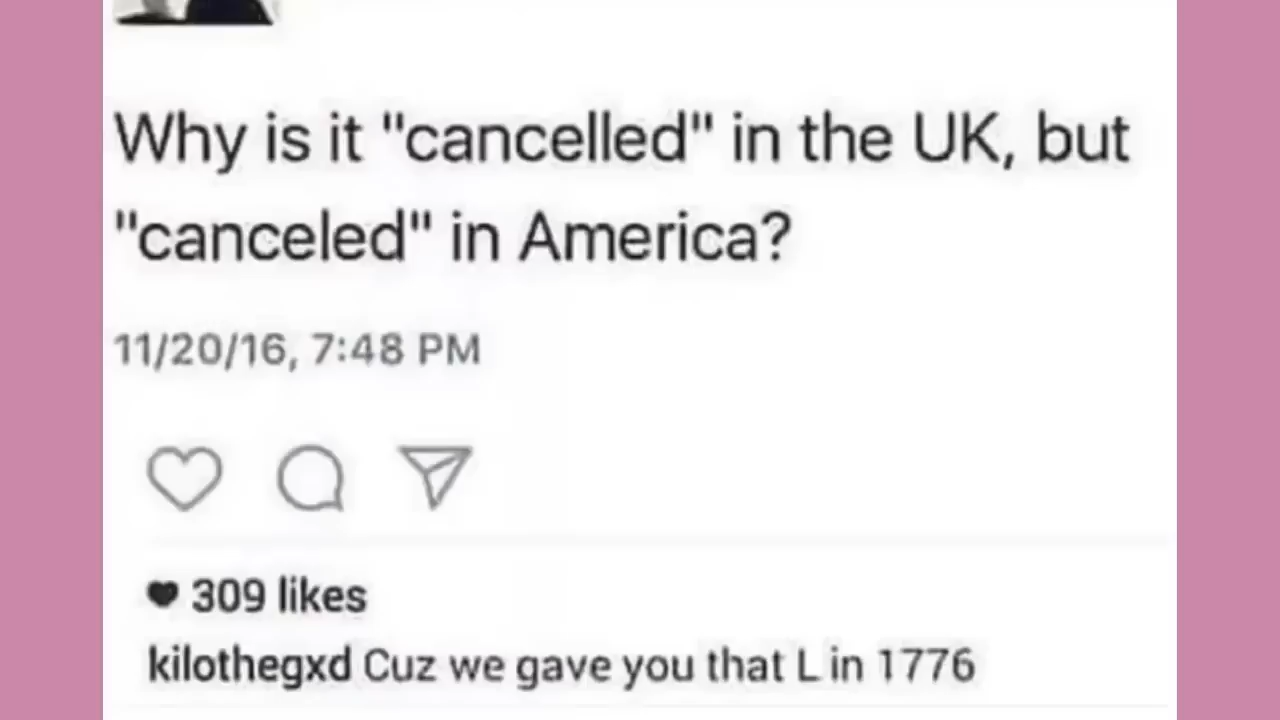 Why is it "cancelled" in the UK, but
"canceled" in America?
11/20/16, 7:48 PM
309 likes
kilothegxd Cuz we gave you that L in 1776